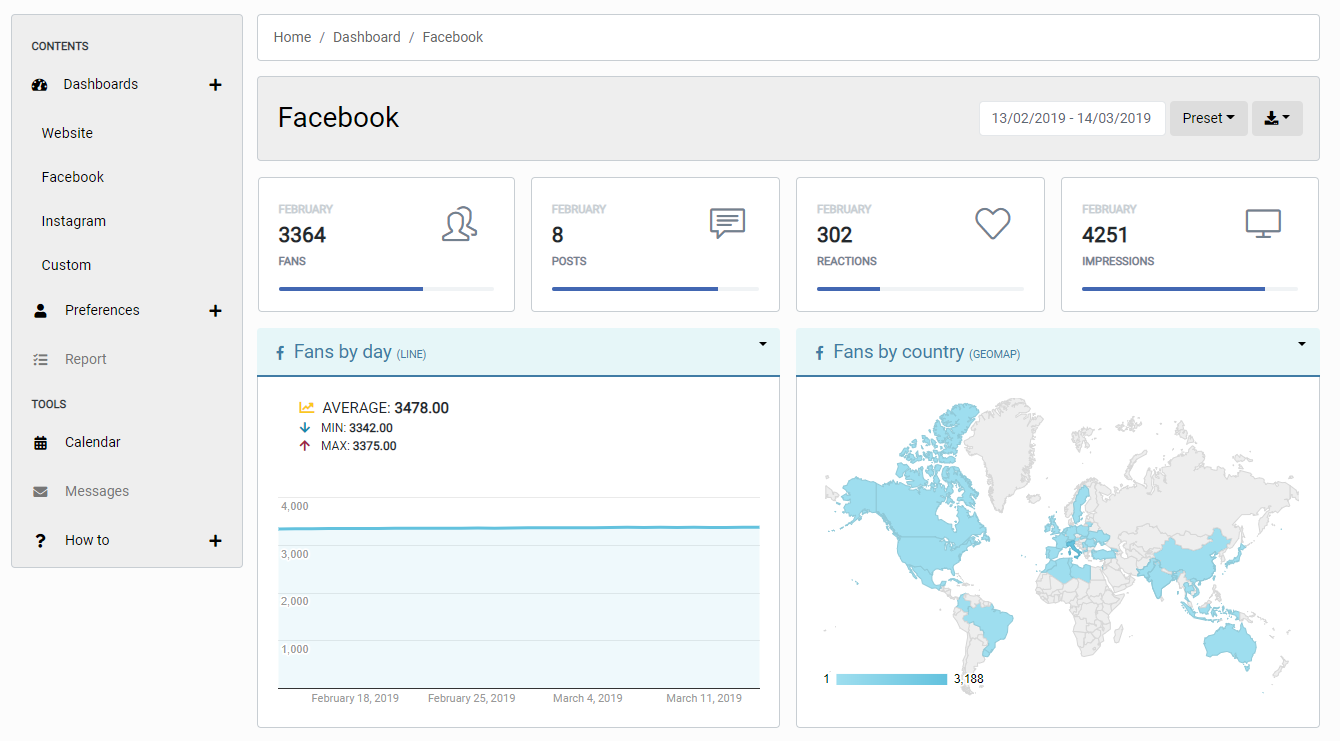 CONTENTS
Dashboards
Website
Facebook
Instagram
Custom
Preferences
Report
TOOLS
Calendar
Messages
How to
Home / Dashboard / Facebook
Facebook
13/02/2019 - 14/03/2019
Preset
FEBRUARY
3364
FANS
FEBRUARY
8
POSTS
FEBRUARY
302
REACTIONS
FEBRUARY
4251
IMPRESSIONS
Fans by day (LINE)
AVERAGE: 3478.00
MIN: 3342.00
MAX: 3375.00
4,000
3,000
2,000
1,000
February 18, 2019 February 25, 2019 March 4, 2019 March 11, 2019
Fans by country (GEOMAP)
1 3,188